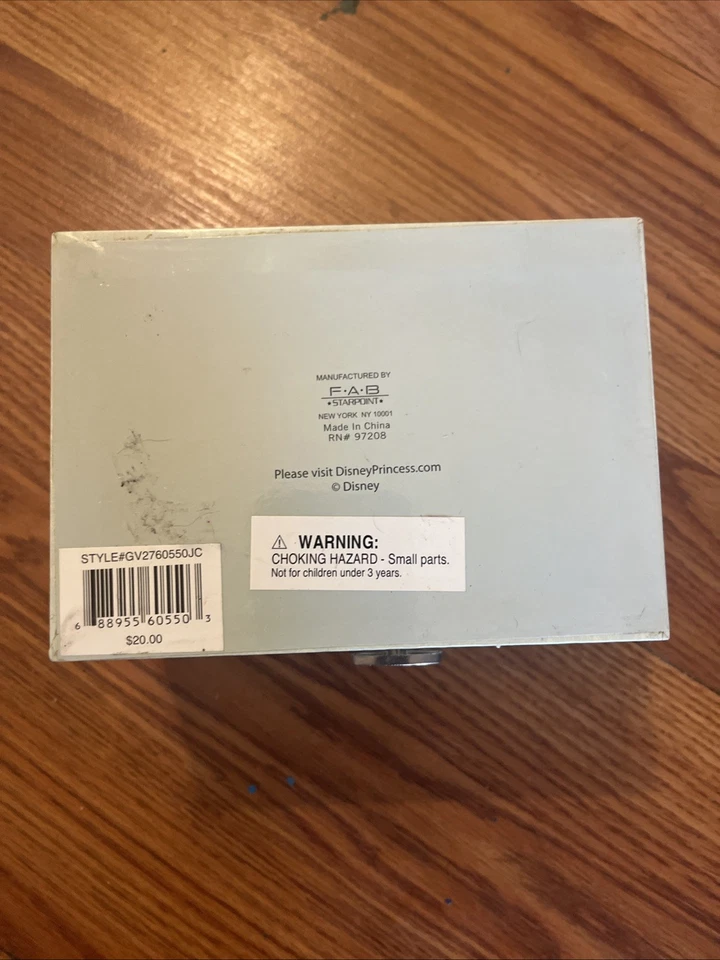 MANUFACTURED BY
F•A•B
•STARPOINT•
NEW YORK NY 10001
Made In China
RN# 97208
Please visit DisneyPrincess.com
© Disney
⚠ WARNING:
CHOKING HAZARD - Small parts.
Not for children under 3 years.
STYLE#GV2760550JC
6 88955 60550 3
$20.00